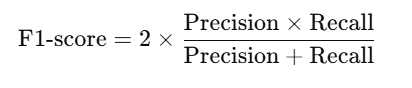 F1-score = 2 × Precision × Recall / Precision + Recall